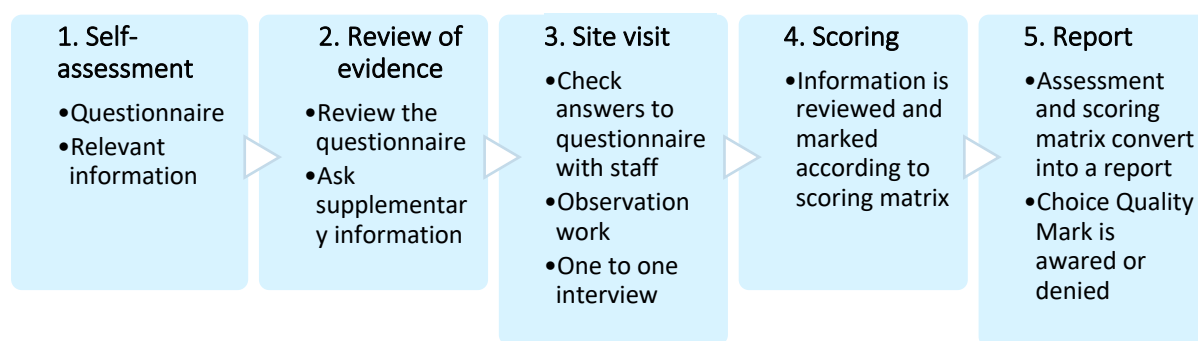 1. Self-
assessment
•Questionnaire
•Relevant
information
2. Review of
evidence
•Review the
questionnaire
•Ask
supplementar
y information
3. Site visit
•Check
answers to
questionnaire
with staff
•Observation
work
•One to one
interview
4. Scoring
•Information is
reviewed and
marked
according to
scoring matrix
5. Report
•Assessment
and scoring
matrix convert
into a report
•Choice Quality
Mark is
awared or
denied